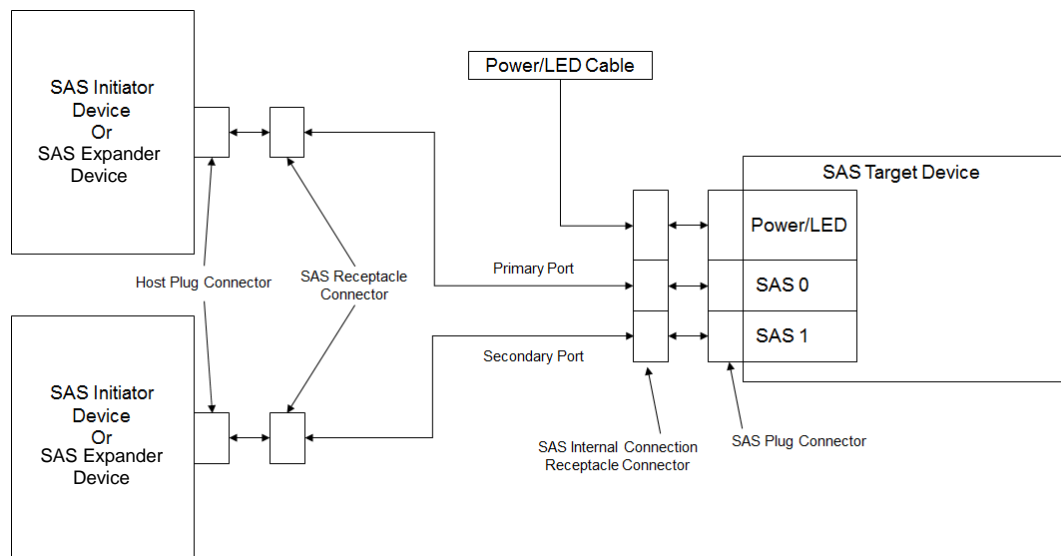 SAS Initiator
Device
Or
SAS Expander
Device
Power/LED Cable
SAS Target Device
Power/LED
SAS 0
SAS 1
Primary Port
Host Plug Connector
SAS Receptacle
Connector
Secondary Port
SAS Initiator
Device
Or
SAS Expander
Device
SAS Internal Connection
Receptacle Connector
SAS Plug Connector